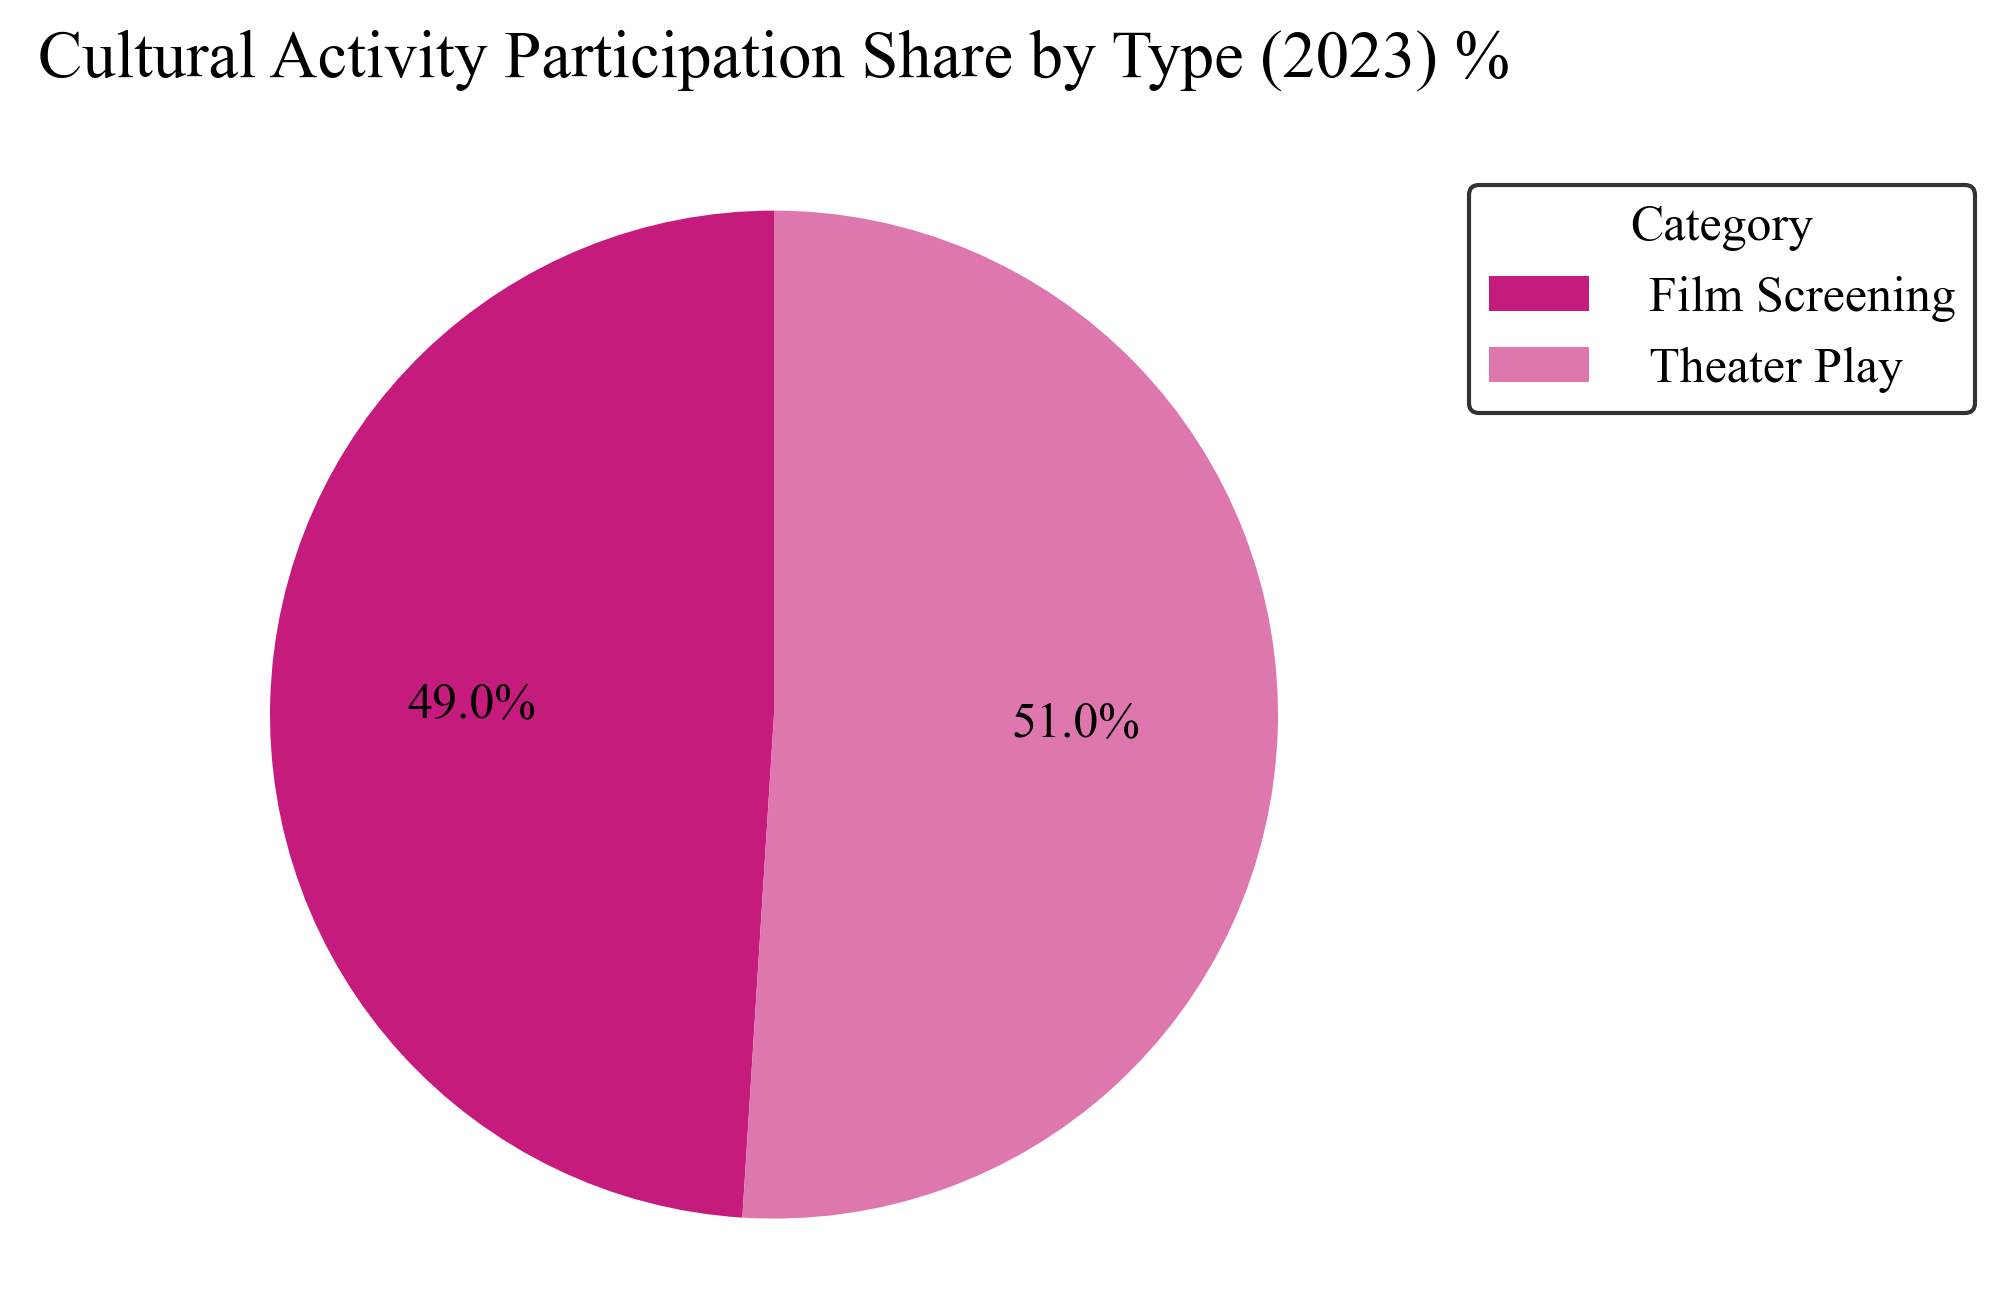 Cultural Activity Participation Share by Type (2023) %
Category
Film Screening
Theater Play
49.0%
51.0%